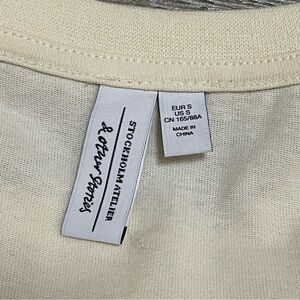 STOCKHOLM ATELIER
& other Stories
EUR S
US S
CN 165/88A
MADE IN
CHINA